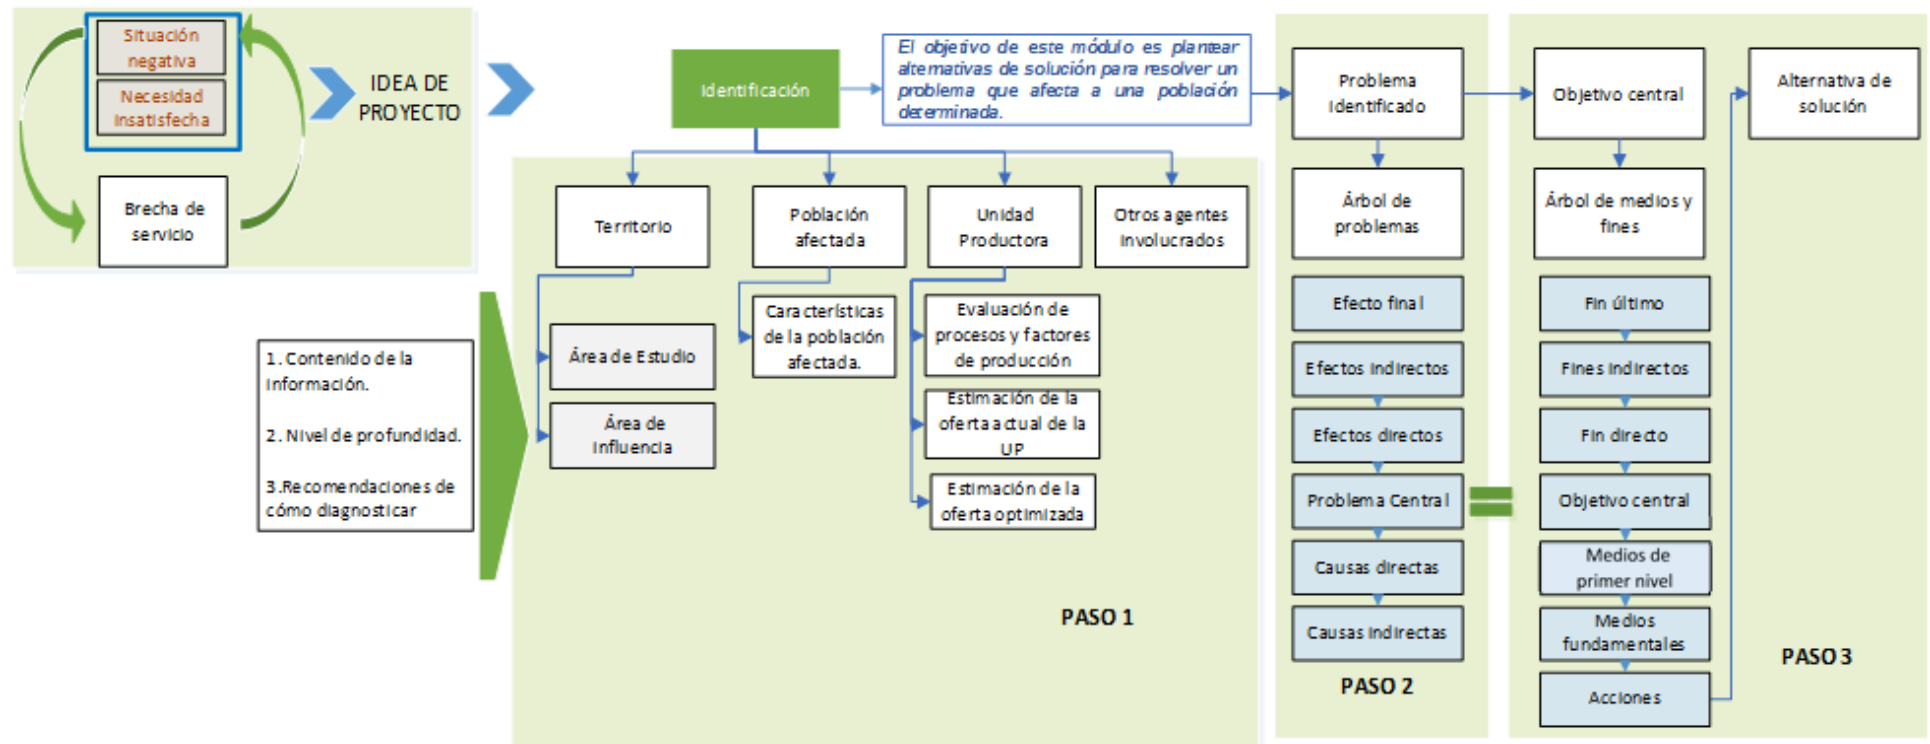 Situación
negativa
Necesidad
insatisfecha
Brecha de
servicio
IDEA DE
PROYECTO
Identificación
El objetivo de este módulo es plantear
alternativas de solución para resolver un
problema que afecta a una población
determinada.
1. Contenido de la
información.
2. Nivel de profundidad.
3.Recomendaciones de
cómo diagnosticar
Territorio
Área de Estudio
Área de
Influencia
Población
afectada
Características
de la población
afectada.
Unidad
Productora
Evaluación de
procesos y factores
de producción
Estimación de la
oferta actual de la
UP
Estimación de la
oferta optimizada
Otros agentes
involucrados
PASO 1
Problema
identificado
Árbol de
problemas
Efecto final
Efectos indirectos
Efectos directos
Problema Central
Causas directas
Causas indirectas
PASO 2
Objetivo central
Árbol de medios y
fines
Fin último
Fines indirectos
Fin directo
Objetivo central
Medios de
primer nivel
Medios
fundamentales
Acciones
Alternativa de
solución
PASO 3